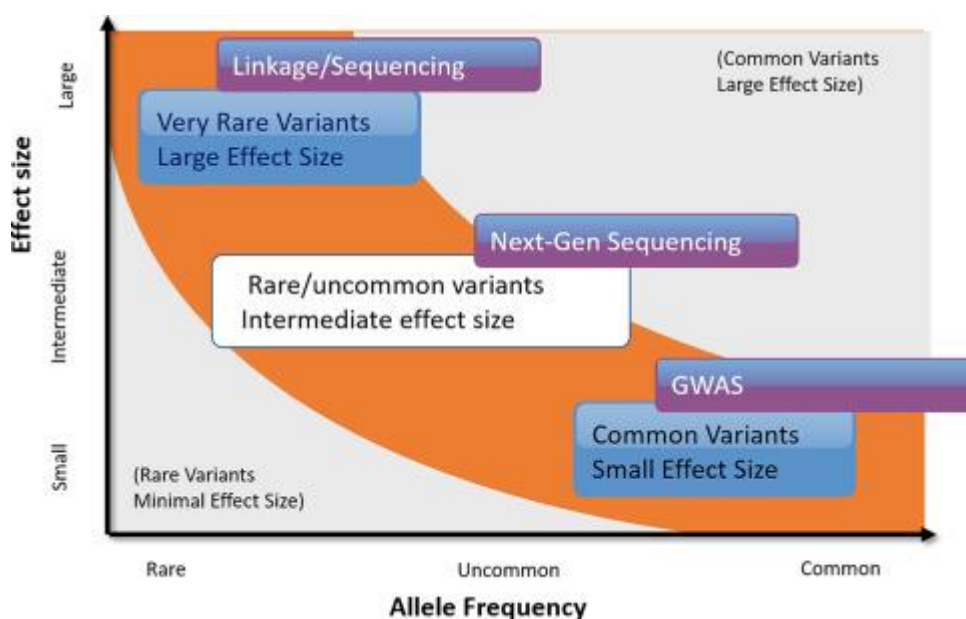 Linkage/Sequencing
(Common Variants
Large Effect Size)
Very Rare Variants
Large Effect Size
Next-Gen Sequencing
Rare/uncommon variants
Intermediate effect size
GWAS
Common Variants
Small Effect Size
(Rare Variants
Minimal Effect Size)
Effect size
Large
Intermediate
Small
Rare
Uncommon
Common
Allele Frequency